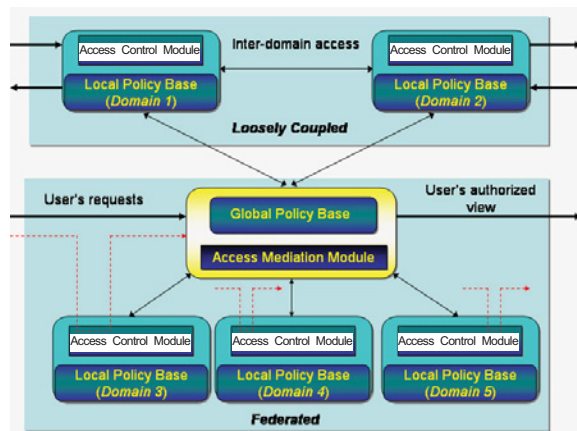 Access Control Module
Inter-domain access
Access Control Module
Local Policy Base
(Domain 1)
Local Policy Base
(Domain 2)
Loosely Coupled
User's requests
Global Policy Base
User's authorized
view
Access Mediation Module
Access Control Module
Access Control Module
Access Control Module
Local Policy Base
(Domain 3)
Local Policy Base
(Domain 4)
Local Policy Base
(Domain 5)
Federated